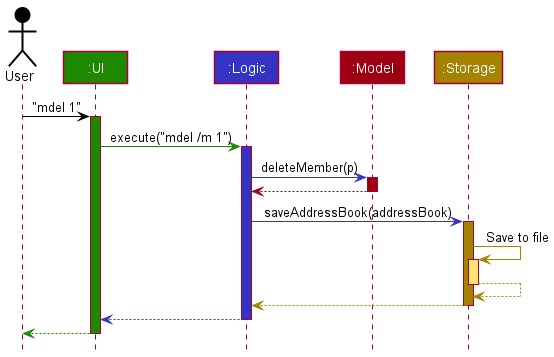 User
:UI
:Logic
:Model
:Storage
"mdel 1"
execute("mdel /m 1")
deleteMember(p)
saveAddressBook(addressBook)
Save to file